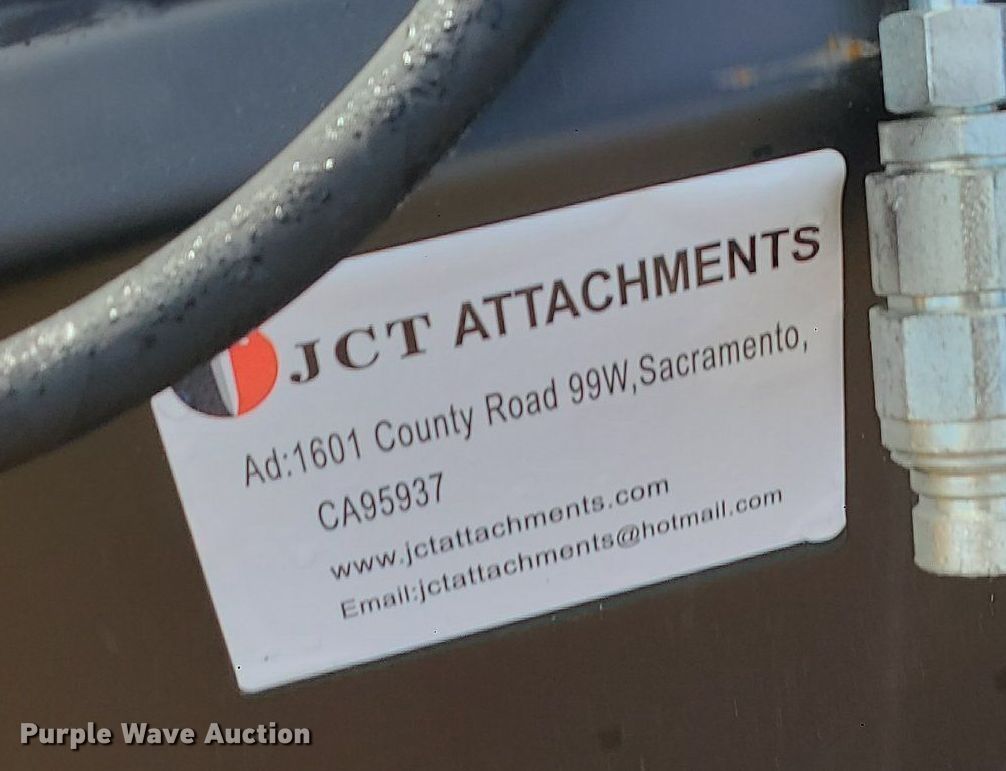 JCT ATTACHMENTS
Ad:1601 County Road 99W,Sacramento,
CA95937
www.jctattachments.com
Email:jctattachments@hotmail.com
Purple Wave Auction